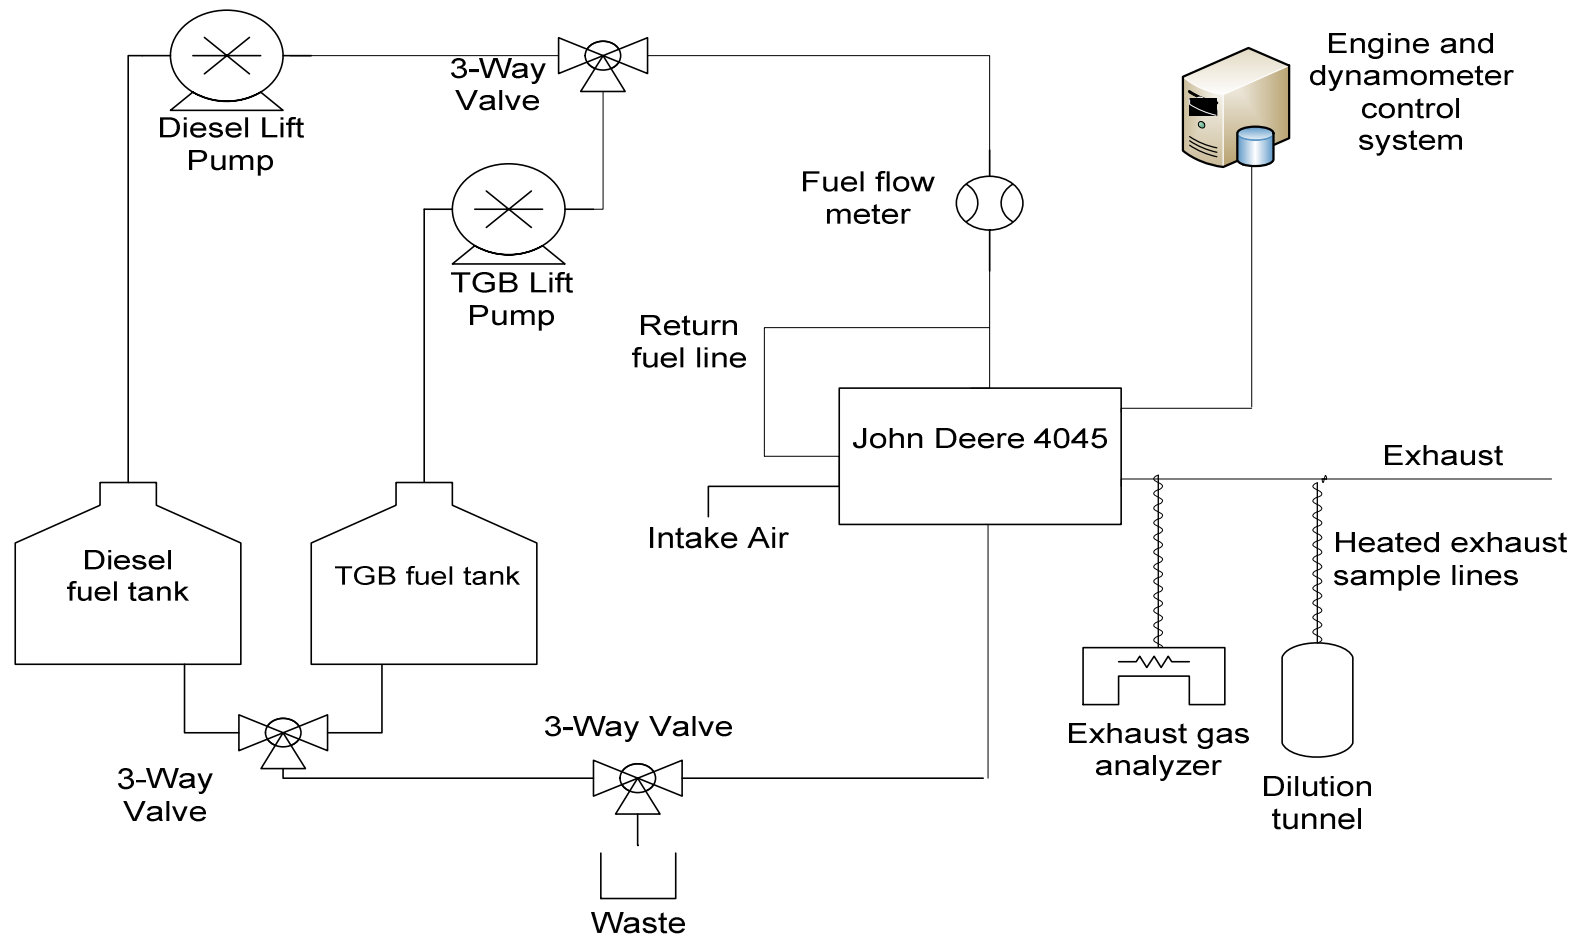 3-Way
Valve
Diesel Lift
Pump
Engine and
dynamometer
control
system
Fuel flow
meter
TGB Lift
Pump
Return
fuel line
John Deere 4045
Exhaust
Intake Air
Diesel
fuel tank
TGB fuel tank
Heated exhaust
sample lines
3-Way Valve
3-Way
Valve
Exhaust gas
analyzer
Dilution
tunnel
Waste